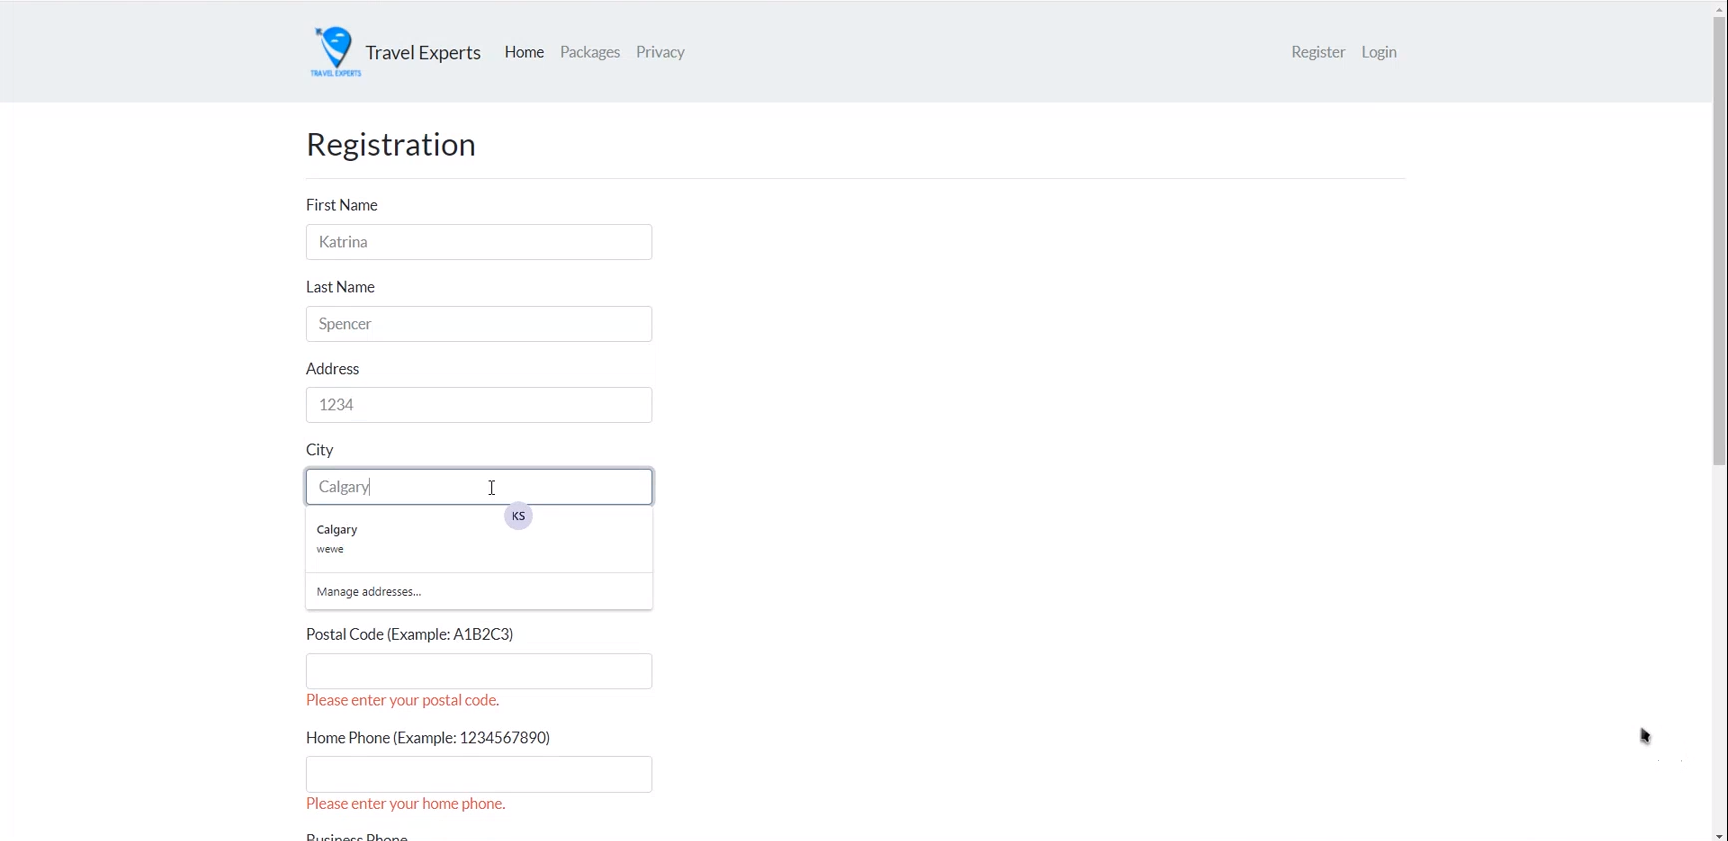 TRAVEL EXPERTS
Travel Experts Home Packages Privacy Register Login
Registration
First Name
Katrina
Last Name
Spencer
Address
1234
City
Calgary
KS
Calgary
wewe
Manage addresses...
Postal Code (Example: A1B2C3)
Please enter your postal code.
Home Phone (Example: 1234567890)
Please enter your home phone.
Business Phone